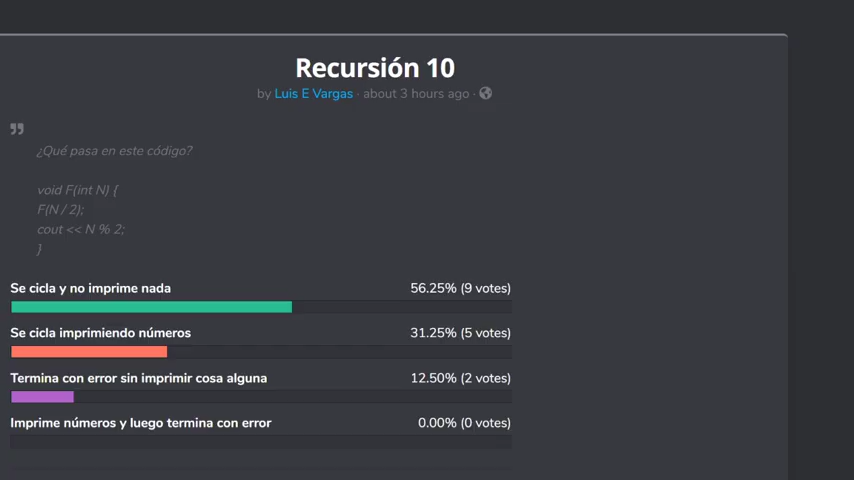 Recursión 10
by Luis E Vargas · about 3 hours ago ·
¿Qué pasa en este código?
void F(int N) {
F(N / 2);
cout << N % 2;
}
Se cicla y no imprime nada 56.25% (9 votes)
Se cicla imprimiendo números 31.25% (5 votes)
Termina con error sin imprimir cosa alguna 12.50% (2 votes)
Imprime números y luego termina con error 0.00% (0 votes)